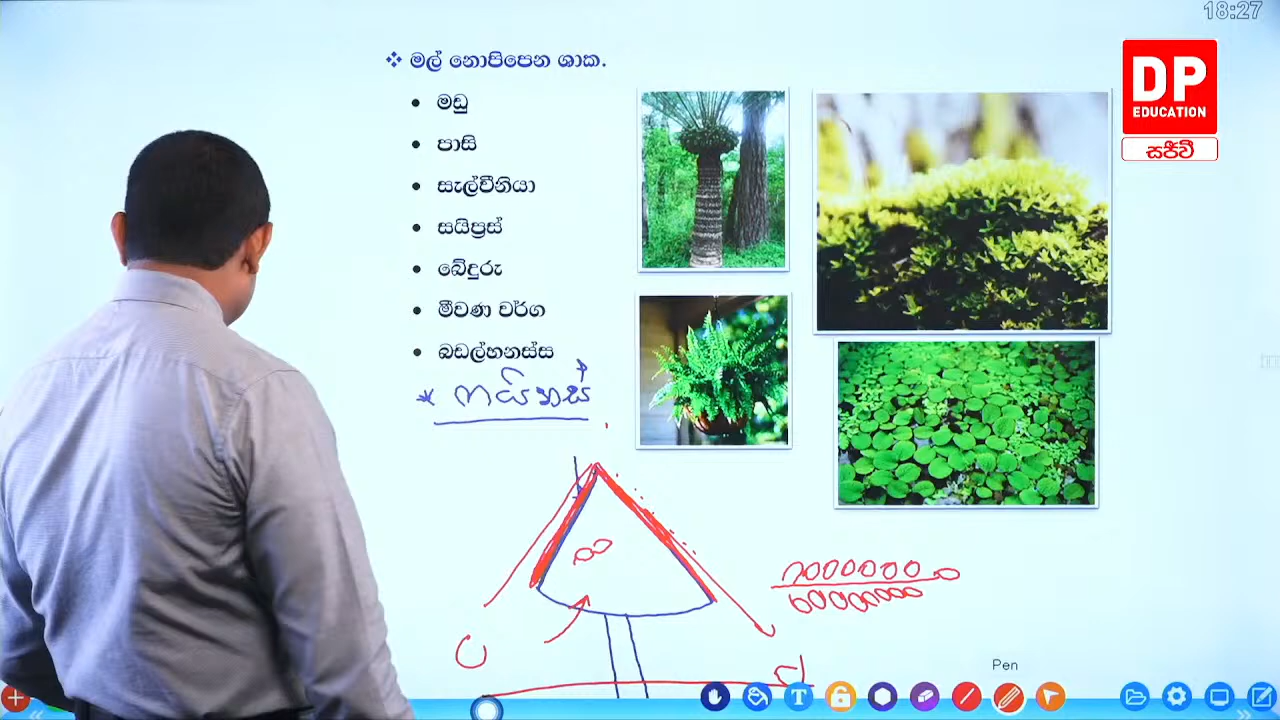 18:27
❖ මල් නොපිපෙන ශාක.
• මඩු
• පාසි
• සැල්වීනියා
• සයිප්‍රස්
• බේදුරු
• මීවණ වර්ග
• බඩල්හනස්ස
DP
EDUCATION
සජීවී
Pen